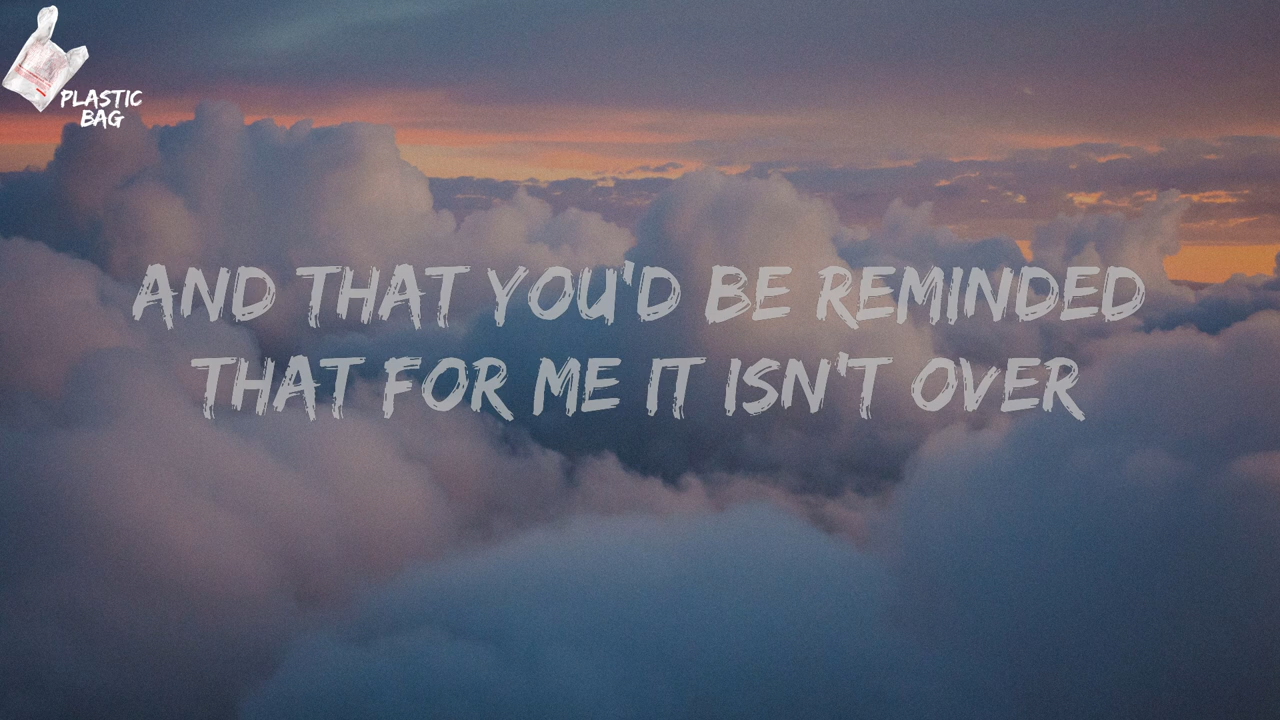 PLASTIC
BAG
AND THAT YOU'D BE REMINDED
THAT FOR ME IT ISN'T OVER